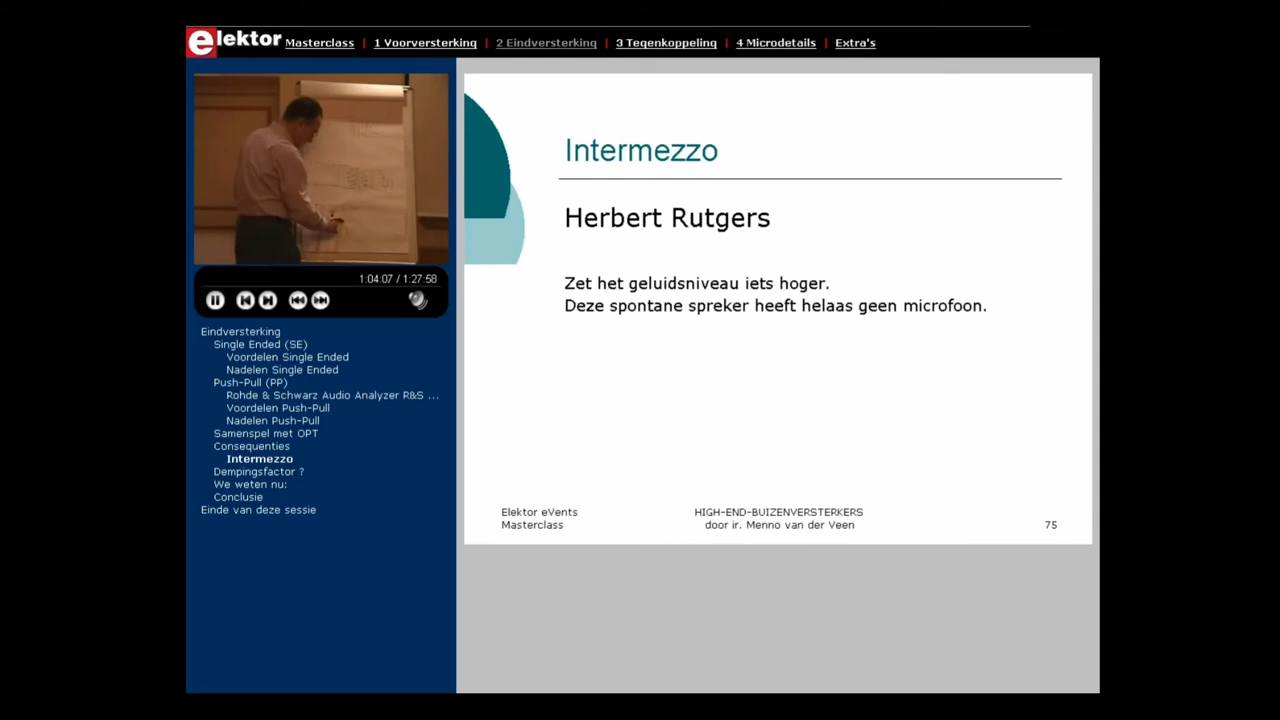 elektor Masterclass | 1 Voorversterking | 2 Eindversterking | 3 Tegenkoppeling | 4 Microdetails | Extra's
1:04:07 / 1:27:58
Eindversterking
Single Ended (SE)
Voordelen Single Ended
Nadelen Single Ended
Push-Pull (PP)
Rohde & Schwarz Audio Analyzer R&S ...
Voordelen Push-Pull
Nadelen Push-Pull
Samenspel met OPT
Consequenties
Intermezzo
Dempingsfactor ?
We weten nu:
Conclusie
Einde van deze sessie
Intermezzo
Herbert Rutgers
Zet het geluidsniveau iets hoger.
Deze spontane spreker heeft helaas geen microfoon.
Elektor eVents
Masterclass
HIGH-END-BUIZENVERSTERKERS
door ir. Menno van der Veen
75